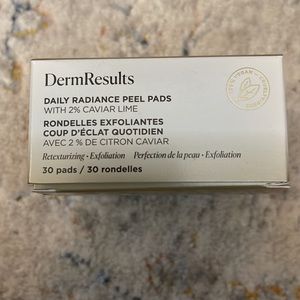 DermResults
DAILY RADIANCE PEEL PADS
WITH 2% CAVIAR LIME
RONDELLES EXFOLIANTES
COUP D'ÉCLAT QUOTIDIEN
AVEC 2 % DE CITRON CAVIAR
Retexturizing • Exfoliation Perfection de la peau • Exfoliation
30 pads / 30 rondelles